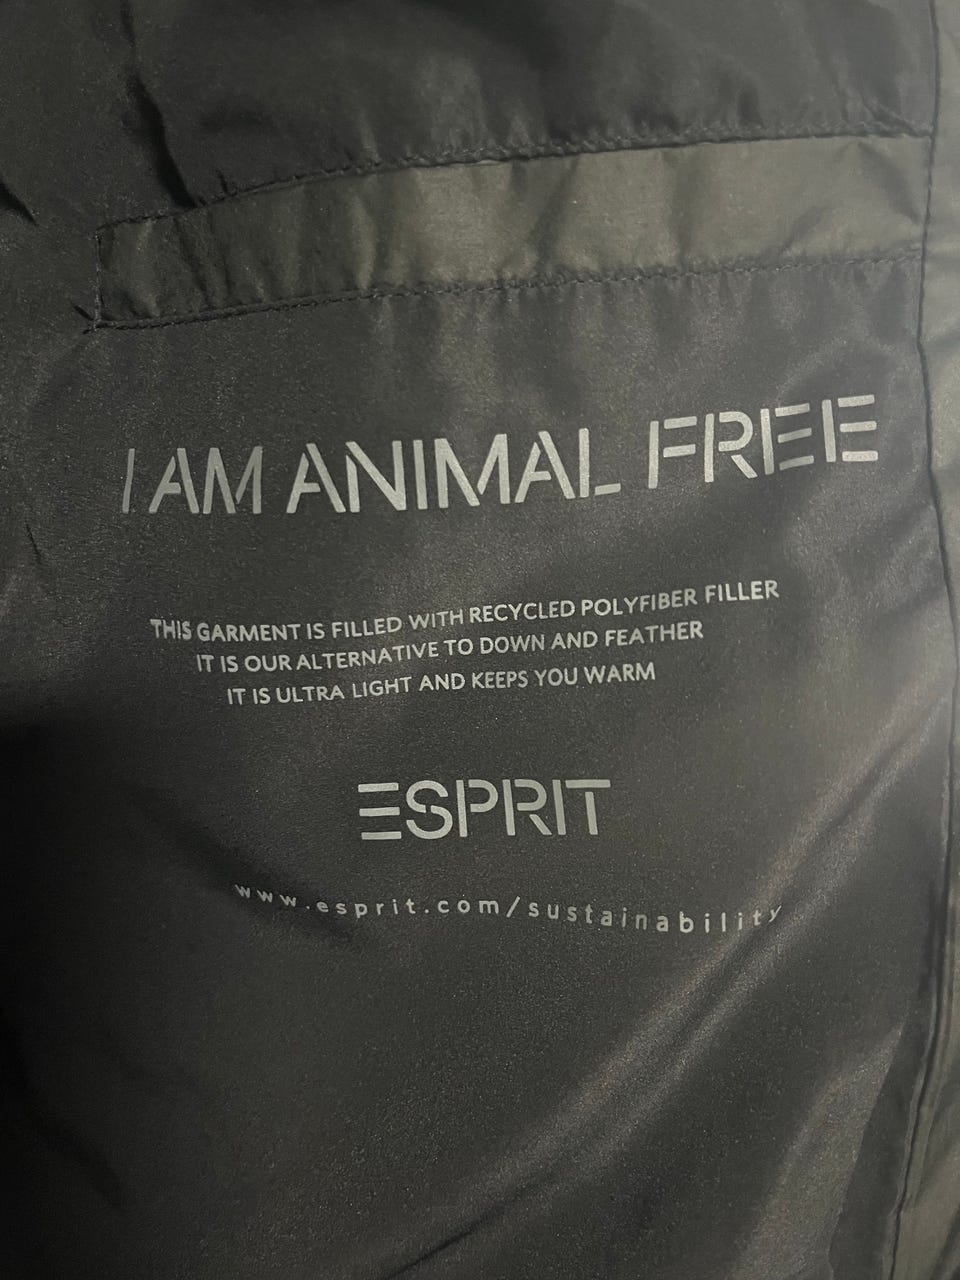 I AM ANIMAL FREE
THIS GARMENT IS FILLED WITH RECYCLED POLYFIBER FILLER
IT IS OUR ALTERNATIVE TO DOWN AND FEATHER
IT IS ULTRA LIGHT AND KEEPS YOU WARM
ESPRIT
www.esprit.com/sustainability